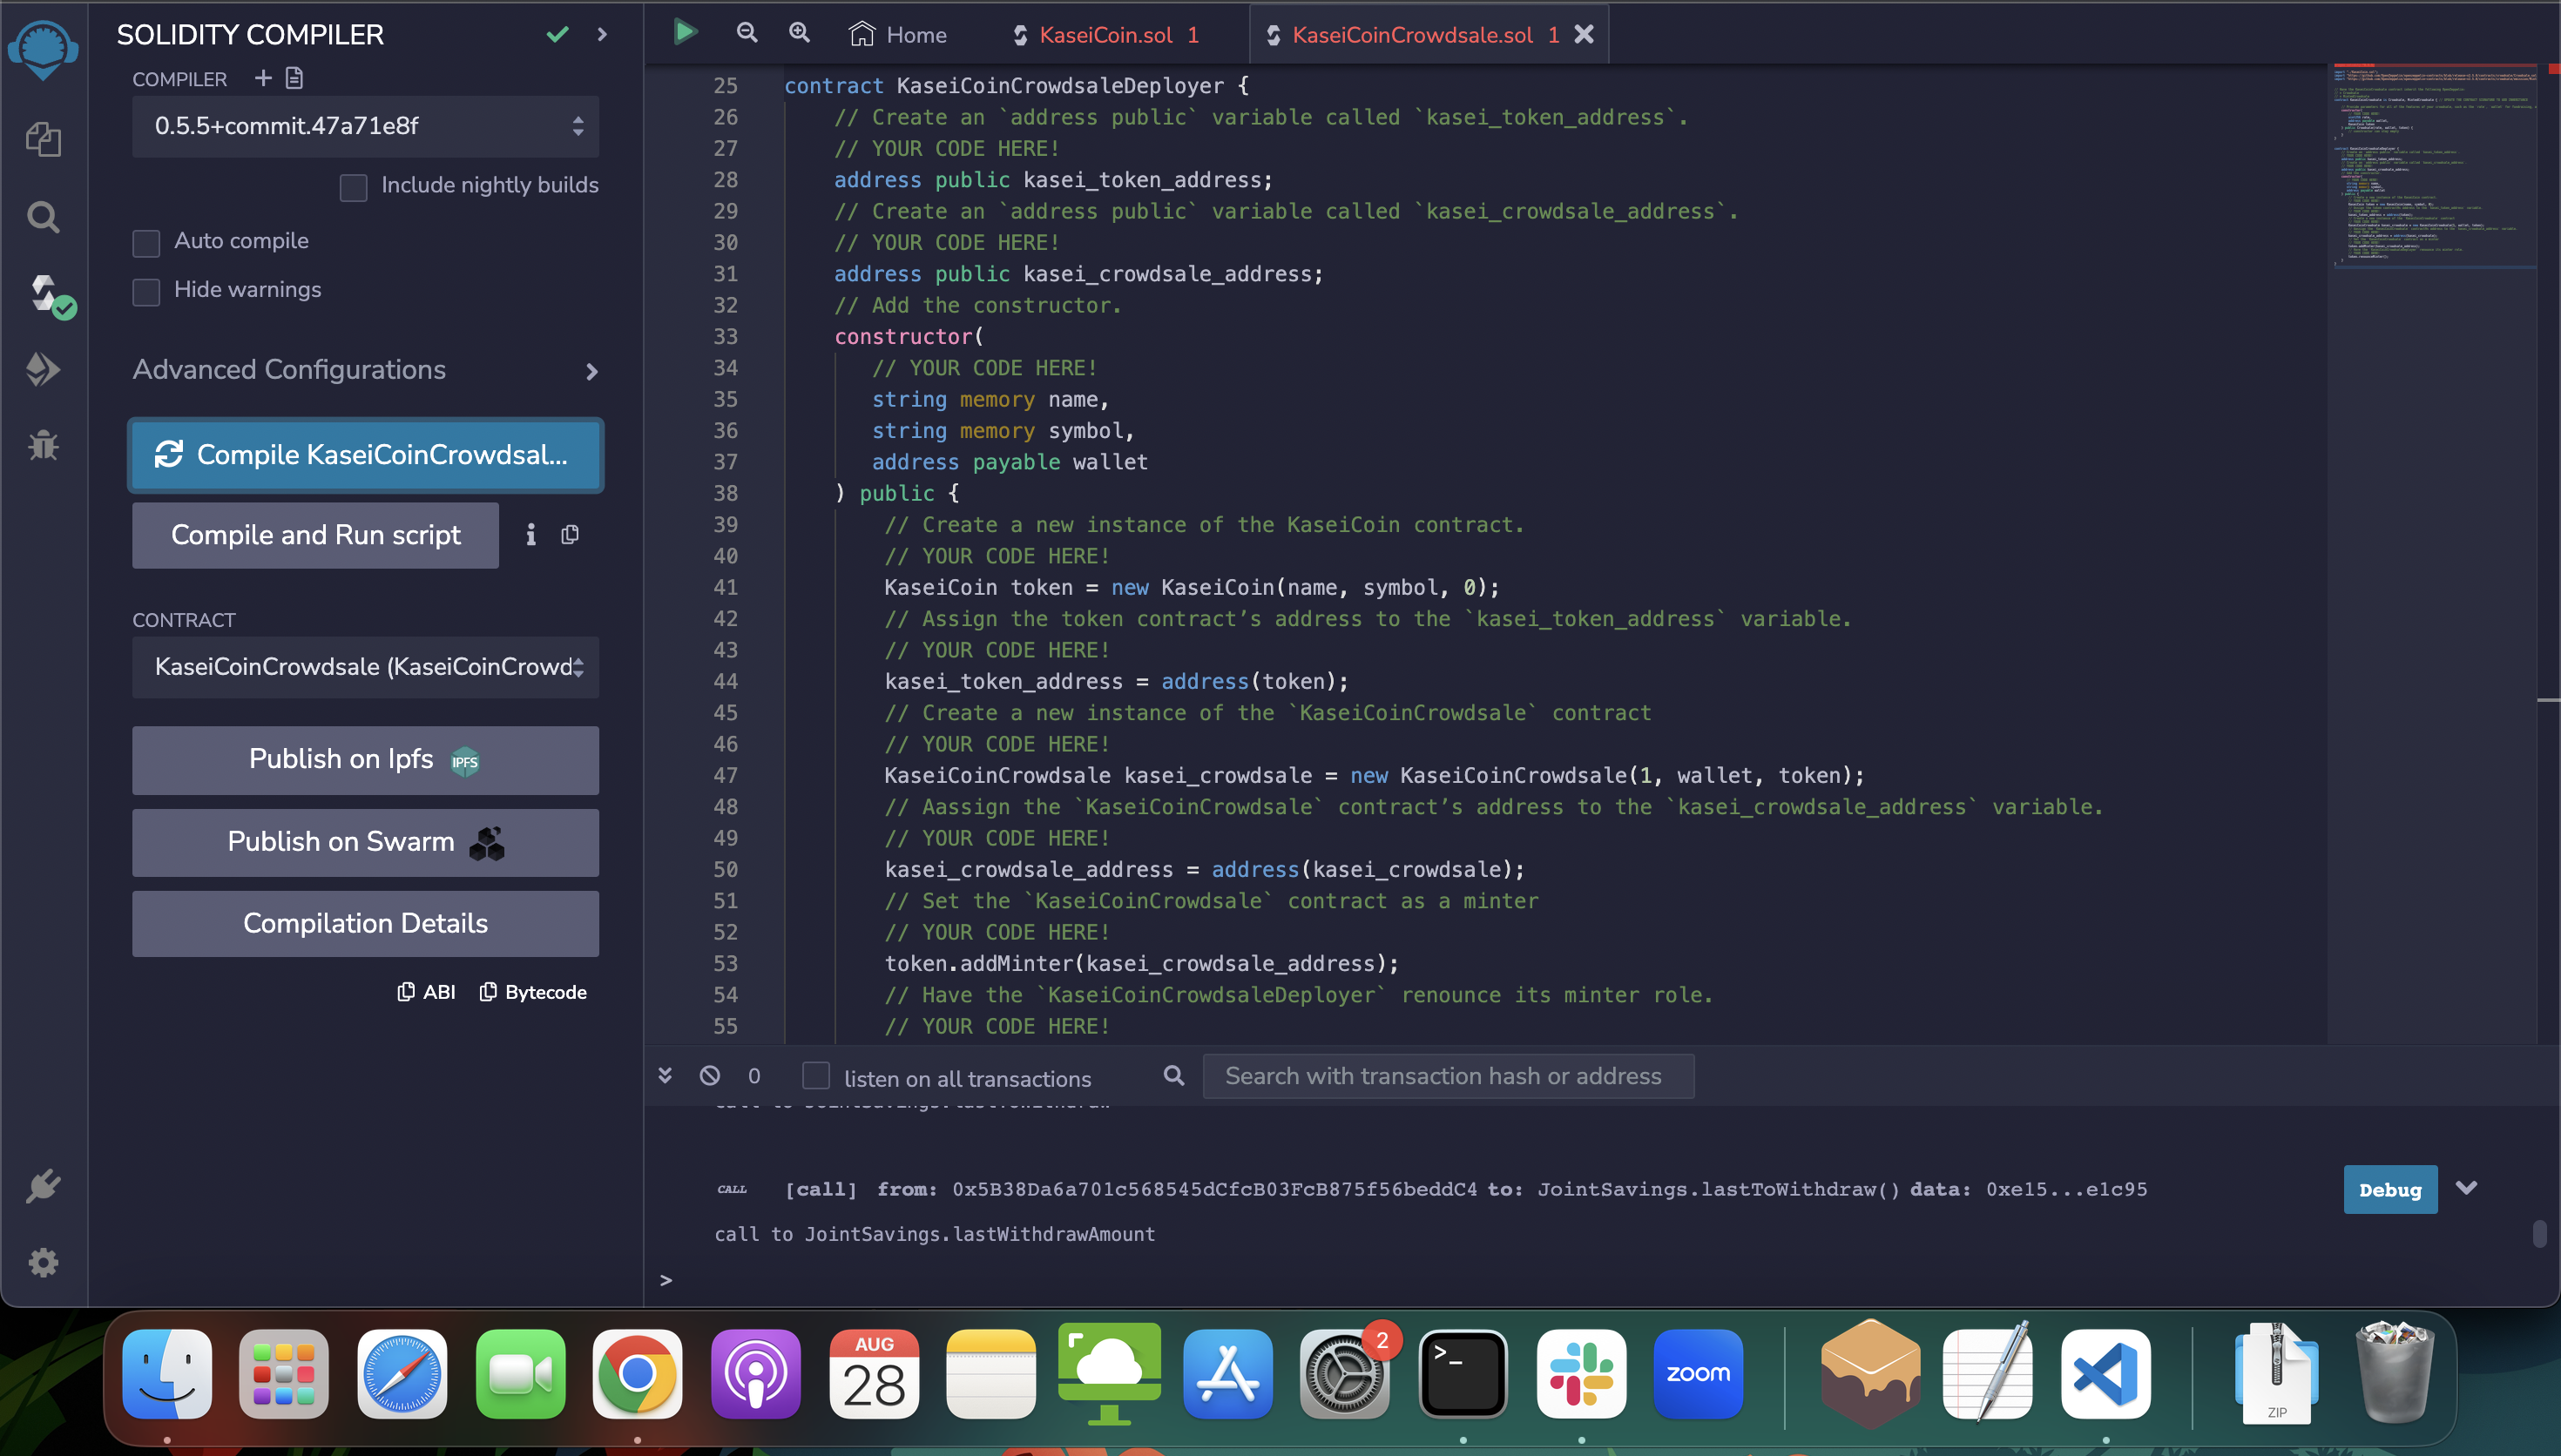 SOLIDITY COMPILER
COMPILER
0.5.5+commit.47a71e8f
Include nightly builds
Auto compile
Hide warnings
Advanced Configurations
Compile KaseiCoinCrowdsal...
Compile and Run script
CONTRACT
KaseiCoinCrowdsale (KaseiCoinCrowd
Publish on Ipfs IPFS
Publish on Swarm
Compilation Details
ABI Bytecode
Home
KaseiCoin.sol 1
KaseiCoinCrowdsale.sol 1
25 contract KaseiCoinCrowdsaleDeployer {
26 // Create an `address public` variable called `kasei_token_address`.
27 // YOUR CODE HERE!
28 address public kasei_token_address;
29 // Create an `address public` variable called `kasei_crowdsale_address`.
30 // YOUR CODE HERE!
31 address public kasei_crowdsale_address;
32 // Add the constructor.
33 constructor(
34 // YOUR CODE HERE!
35 string memory name,
36 string memory symbol,
37 address payable wallet
38 ) public {
39 // Create a new instance of the KaseiCoin contract.
40 // YOUR CODE HERE!
41 KaseiCoin token = new KaseiCoin(name, symbol, 0);
42 // Assign the token contract’s address to the `kasei_token_address` variable.
43 // YOUR CODE HERE!
44 kasei_token_address = address(token);
45 // Create a new instance of the `KaseiCoinCrowdsale` contract
46 // YOUR CODE HERE!
47 KaseiCoinCrowdsale kasei_crowdsale = new KaseiCoinCrowdsale(1, wallet, token);
48 // Aassign the `KaseiCoinCrowdsale` contract’s address to the `kasei_crowdsale_address` variable.
49 // YOUR CODE HERE!
50 kasei_crowdsale_address = address(kasei_crowdsale);
51 // Set the `KaseiCoinCrowdsale` contract as a minter
52 // YOUR CODE HERE!
53 token.addMinter(kasei_crowdsale_address);
54 // Have the `KaseiCoinCrowdsaleDeployer` renounce its minter role.
55 // YOUR CODE HERE!
0 listen on all transactions Search with transaction hash or address
call to JointSavings.lastToWithdraw
CALL [call] from: 0x5B38Da6a701c568545dCfcB03FcB875f56beddC4 to: JointSavings.lastToWithdraw() data: 0xe15...e1c95
Debug
call to JointSavings.lastWithdrawAmount
>
AUG
28
2
>_
zoom
ZIP